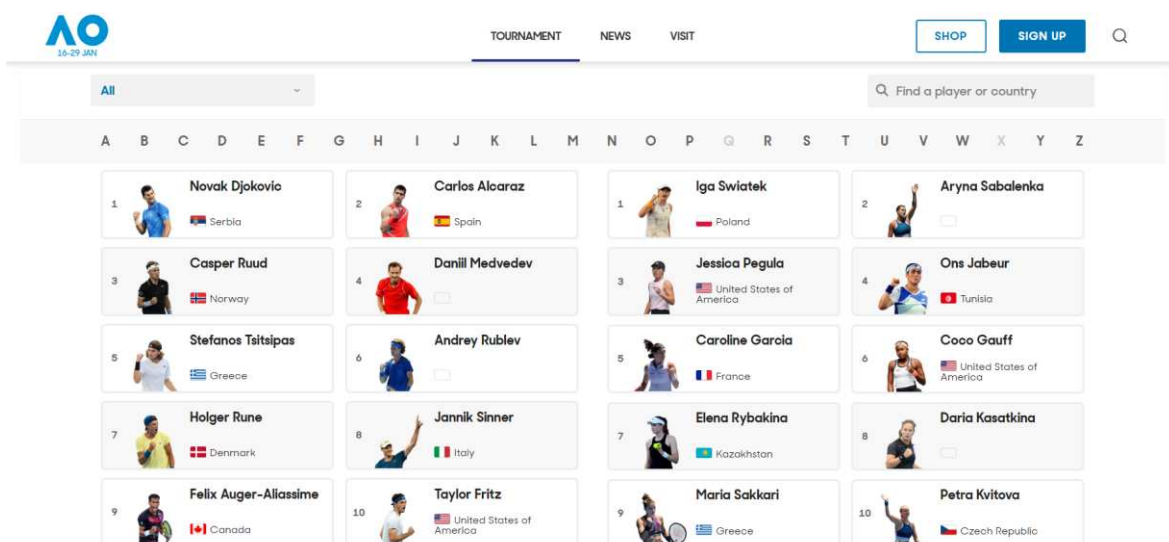 AO
16-29 JAN
TOURNAMENT NEWS VISIT
SHOP
SIGN UP
All
Find a player or country
A B C D E F G H I J K L M N O P Q R S T U V W X Y Z
1
Novak Djokovic
Serbia
2
Carlos Alcaraz
Spain
1
Iga Swiatek
Poland
2
Aryna Sabalenka
3
Casper Ruud
Norway
4
Daniil Medvedev
3
Jessica Pegula
United States of
America
4
Ons Jabeur
Tunisia
5
Stefanos Tsitsipas
Greece
6
Andrey Rublev
5
Caroline Garcia
France
6
Coco Gauff
United States of
America
7
Holger Rune
Denmark
8
Jannik Sinner
Italy
7
Elena Rybakina
Kazakhstan
8
Daria Kasatkina
9
Felix Auger-Aliassime
Canada
10
Taylor Fritz
United States of
America
9
Maria Sakkari
Greece
10
Petra Kvitova
Czech Republic